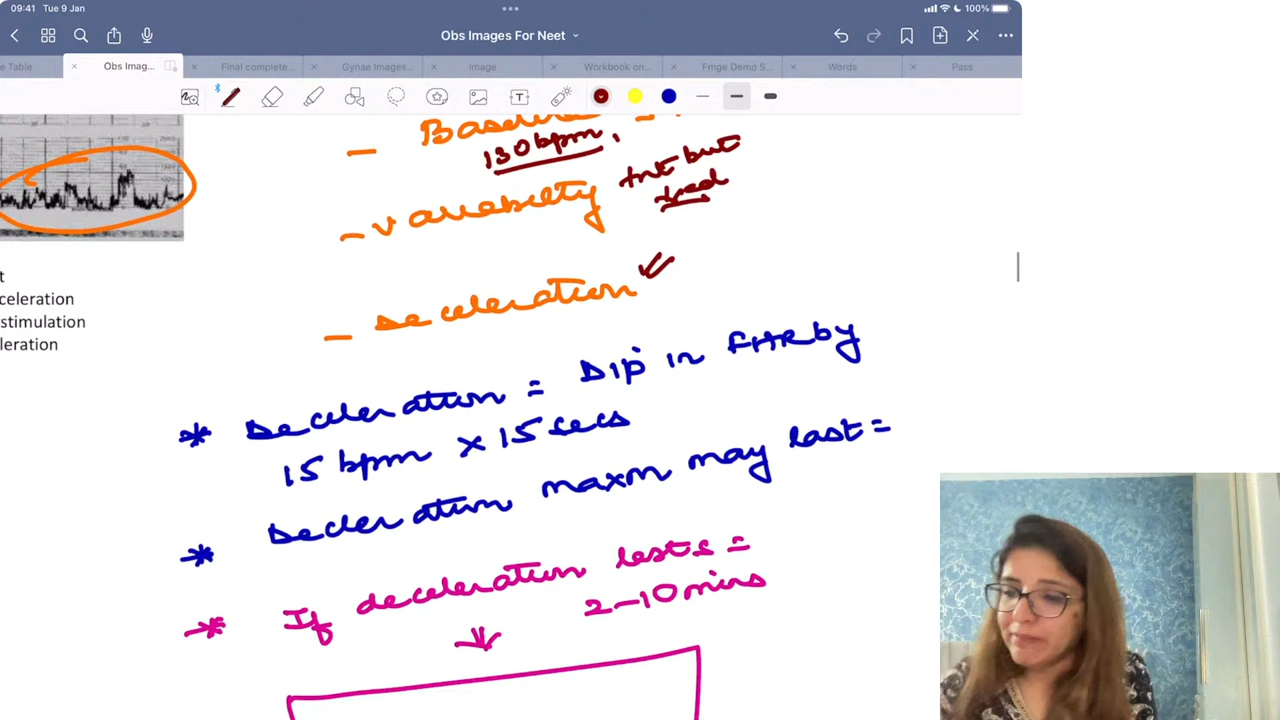 09:41 Tue 9 Jan
100%
Obs Images For Neet
e Table
Obs Imag...
Final complete...
Gynae Images...
image
Workbook on...
Fmge Demo S...
Words
Pass
- Baseline
130bpm,
- variability
but
- Deceleration
* Deceleration = Dip in FHR by
15 bpm x 15 secs
* Deceleration maxm may last =
* If deceleration lasts =
2-10 mins
t
celeration
stimulation
leration